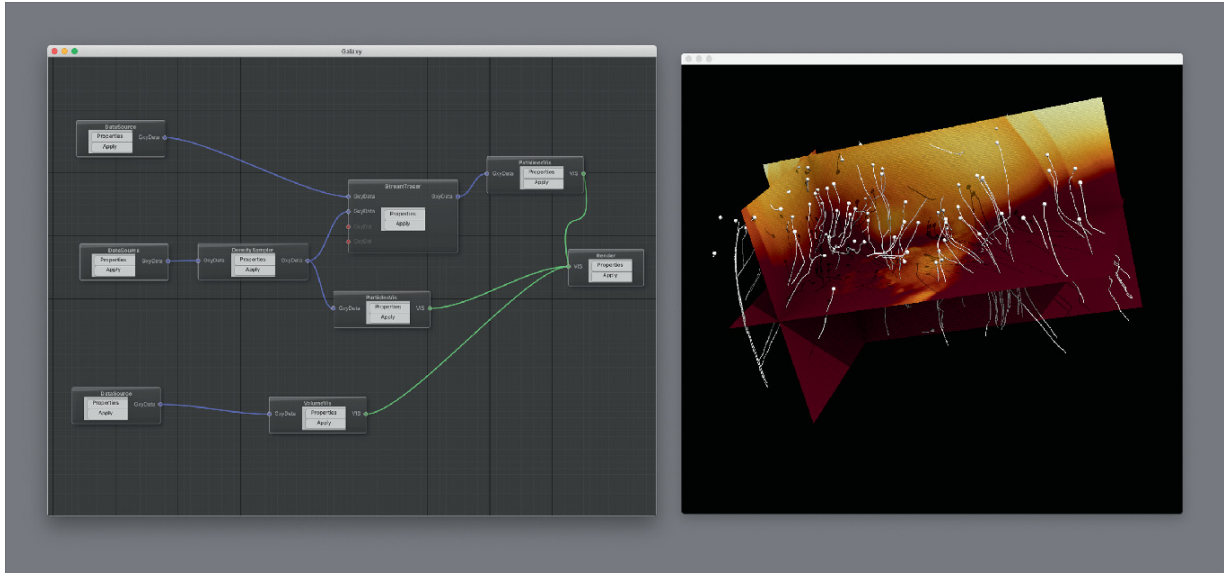 Galaxy
DataSource
Properties
GxyData
Apply
PathlinesVis
GxyData
Properties
VIS
Apply
StreamTracer
GxyData
GxyData
GxyData
Properties
Apply
DataSource
Properties
GxyData
Apply
DensitySampler
GxyData
Properties
GxyData
Apply
Render
VIS
Properties
Apply
ParticlesVis
GxyData
Properties
VIS
Apply
DataSource
Properties
GxyData
Apply
VolumeVis
GxyData
Properties
VIS
Apply